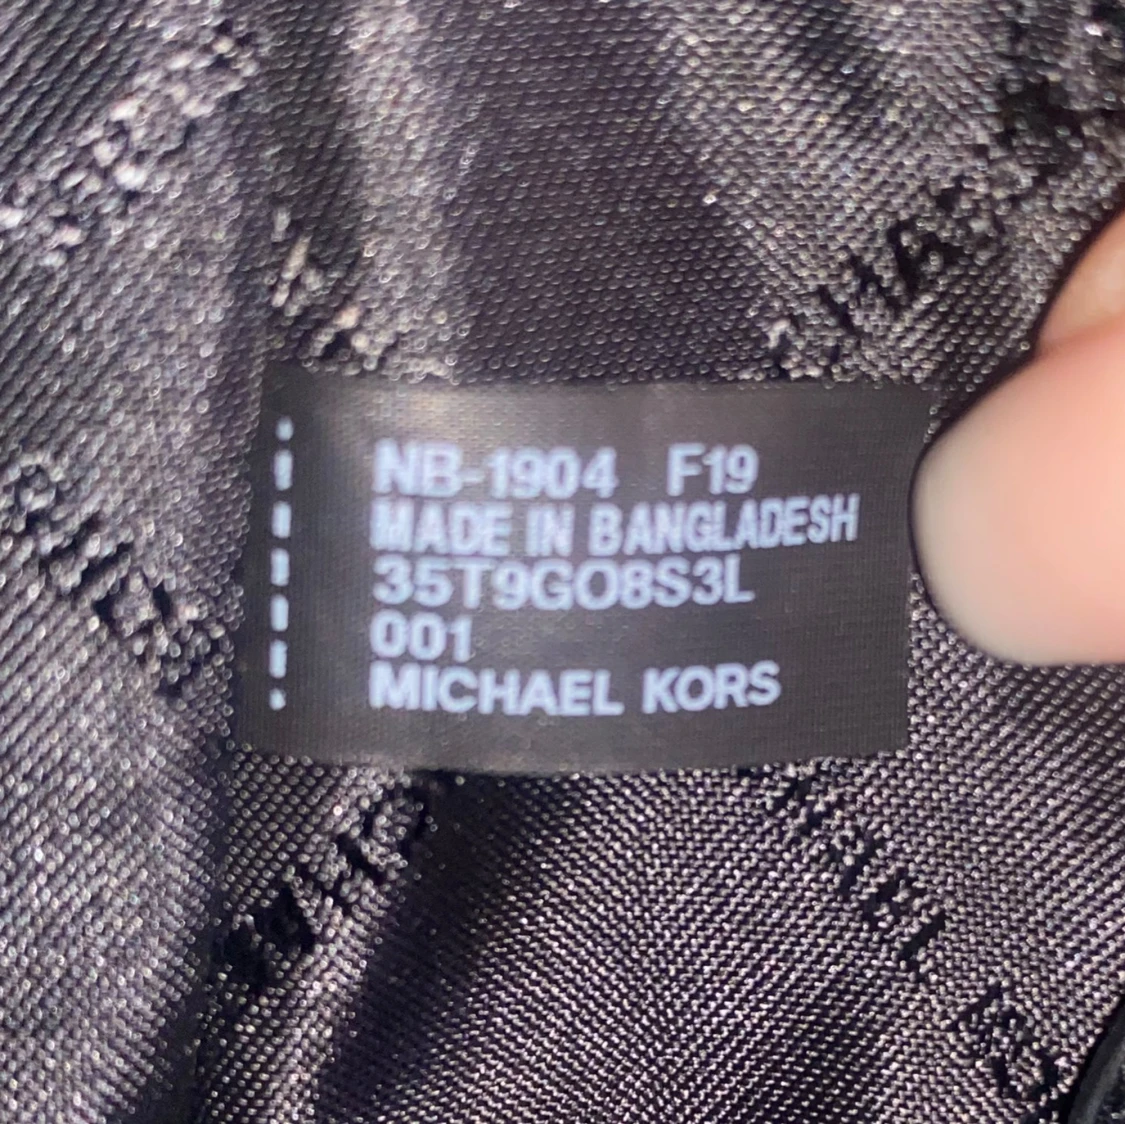 NB-1904 F19
MADE IN BANGLADESH
35T9GO8S3L
001
MICHAEL KORS